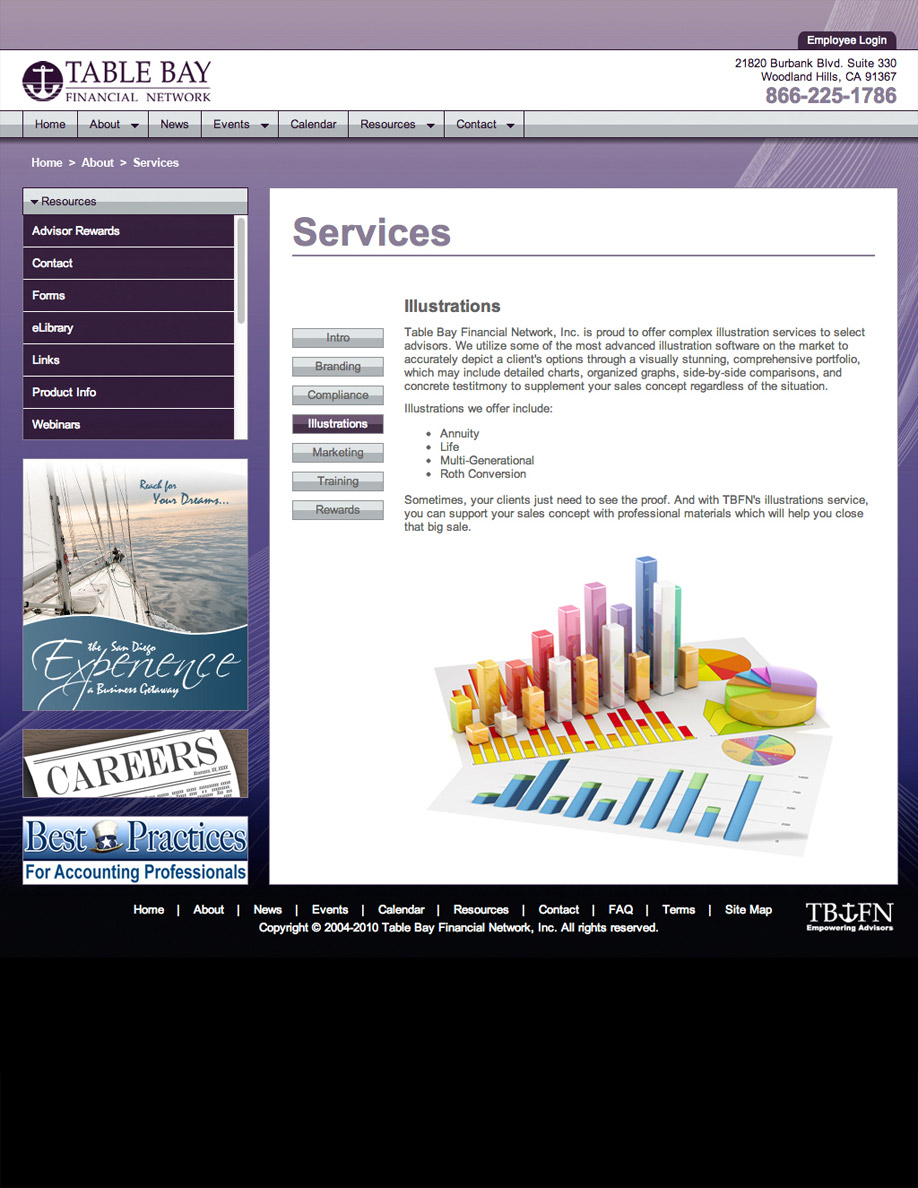 Employee Login
TABLE BAY
FINANCIAL NETWORK
21820 Burbank Blvd. Suite 330
Woodland Hills, CA 91367
866-225-1786
Home About News Events Calendar Resources Contact
Home > About > Services
Resources
Advisor Rewards
Contact
Forms
eLibrary
Links
Product Info
Webinars
Reach for
Your Dreams...
the San Diego
Experience
a Business Getaway
CAREERS
Best Practices
For Accounting Professionals
Services
Intro
Branding
Compliance
Illustrations
Marketing
Training
Rewards
Illustrations
Table Bay Financial Network, Inc. is proud to offer complex illustration services to select
advisors. We utilize some of the most advanced illustration software on the market to
accurately depict a client's options through a visually stunning, comprehensive portfolio,
which may include detailed charts, organized graphs, side-by-side comparisons, and
concrete testitmony to supplement your sales concept regardless of the situation.
Illustrations we offer include:
• Annuity
• Life
• Multi-Generational
• Roth Conversion
Sometimes, your clients just need to see the proof. And with TBFN's illustrations service,
you can support your sales concept with professional materials which will help you close
that big sale.
Home | About | News | Events | Calendar | Resources | Contact | FAQ | Terms | Site Map
Copyright © 2004-2010 Table Bay Financial Network, Inc. All rights reserved.
TBFN
Empowering Advisors